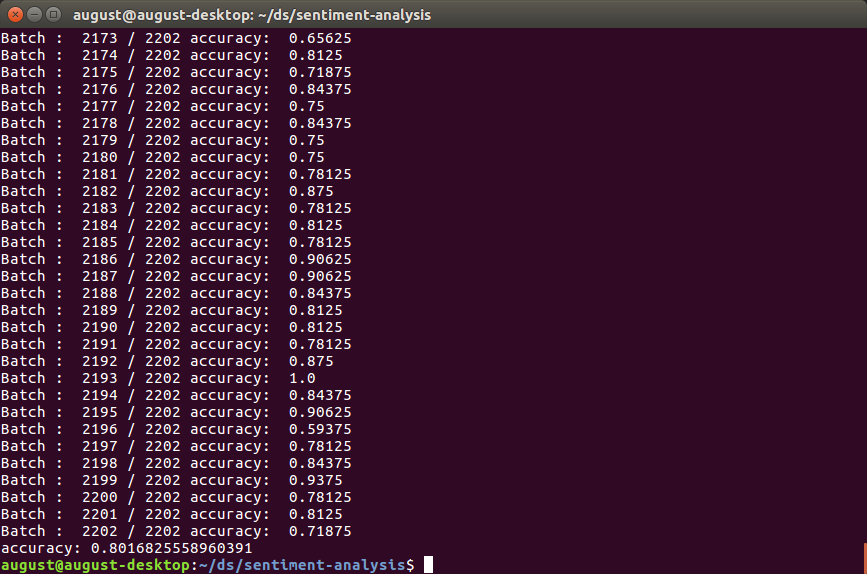 august@august-desktop: ~/ds/sentiment-analysis
Batch :  2173 / 2202 accuracy:  0.65625
Batch :  2174 / 2202 accuracy:  0.8125
Batch :  2175 / 2202 accuracy:  0.71875
Batch :  2176 / 2202 accuracy:  0.84375
Batch :  2177 / 2202 accuracy:  0.75
Batch :  2178 / 2202 accuracy:  0.84375
Batch :  2179 / 2202 accuracy:  0.75
Batch :  2180 / 2202 accuracy:  0.75
Batch :  2181 / 2202 accuracy:  0.78125
Batch :  2182 / 2202 accuracy:  0.875
Batch :  2183 / 2202 accuracy:  0.78125
Batch :  2184 / 2202 accuracy:  0.8125
Batch :  2185 / 2202 accuracy:  0.78125
Batch :  2186 / 2202 accuracy:  0.90625
Batch :  2187 / 2202 accuracy:  0.90625
Batch :  2188 / 2202 accuracy:  0.84375
Batch :  2189 / 2202 accuracy:  0.8125
Batch :  2190 / 2202 accuracy:  0.8125
Batch :  2191 / 2202 accuracy:  0.78125
Batch :  2192 / 2202 accuracy:  0.875
Batch :  2193 / 2202 accuracy:  1.0
Batch :  2194 / 2202 accuracy:  0.84375
Batch :  2195 / 2202 accuracy:  0.90625
Batch :  2196 / 2202 accuracy:  0.59375
Batch :  2197 / 2202 accuracy:  0.78125
Batch :  2198 / 2202 accuracy:  0.84375
Batch :  2199 / 2202 accuracy:  0.9375
Batch :  2200 / 2202 accuracy:  0.78125
Batch :  2201 / 2202 accuracy:  0.8125
Batch :  2202 / 2202 accuracy:  0.71875
accuracy: 0.8016825558960391
august@august-desktop:~/ds/sentiment-analysis$